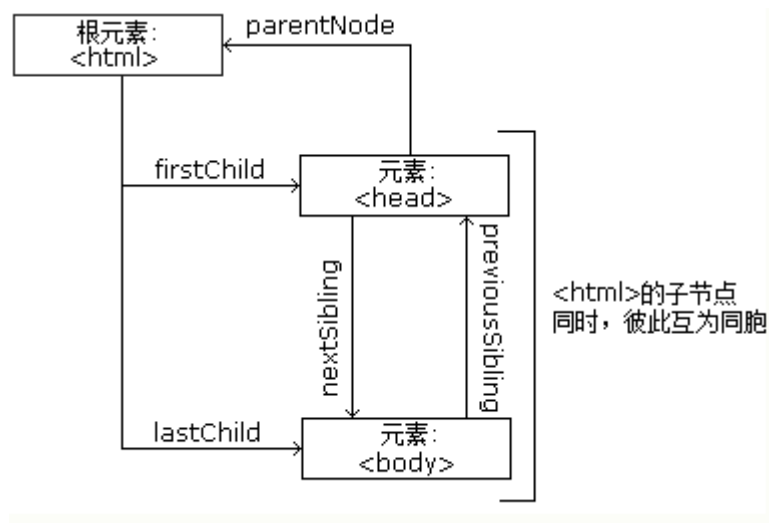 根元素:
<html>
parentNode
firstChild
元素:
<head>
nextSibling
previousSibling
<html>的子节点
同时，彼此互为同胞
lastChild
元素:
<body>